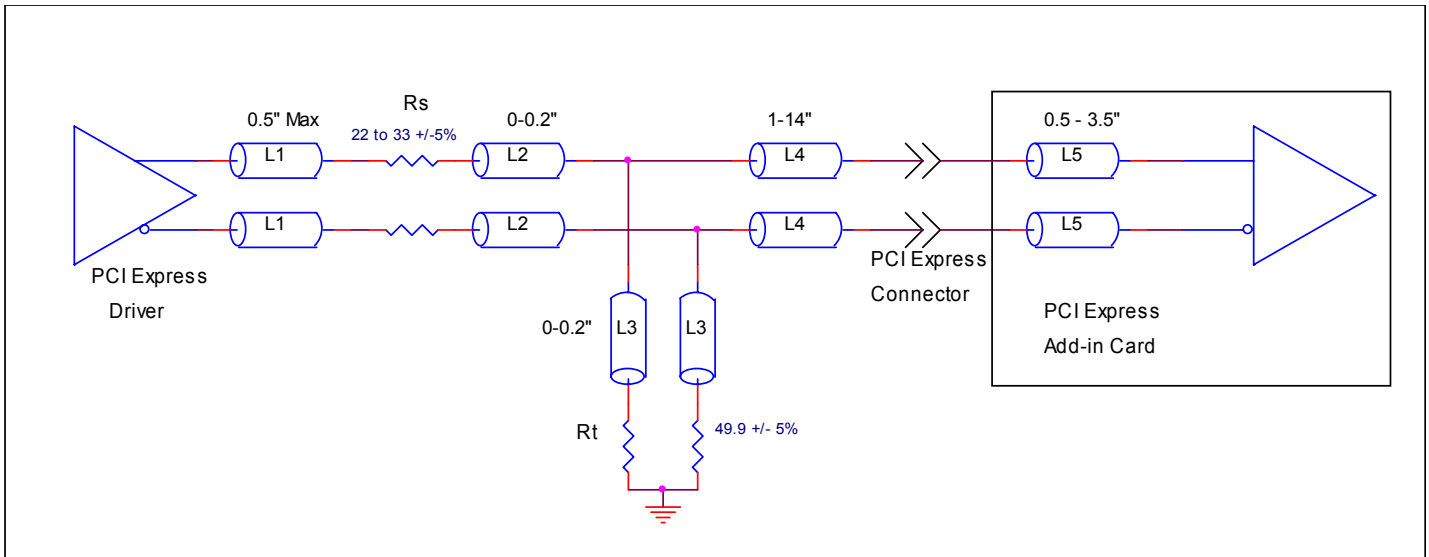 Rs
0.5" Max
22 to 33 +/-5%
0-0.2"
1-14"
0.5 - 3.5"
L1
L2
L4
L5
L1
L2
L4
L5
PCI Express
Driver
PCI Express
Connector
0-0.2"
L3
L3
PCI Express
Add-in Card
Rt
49.9 +/- 5%